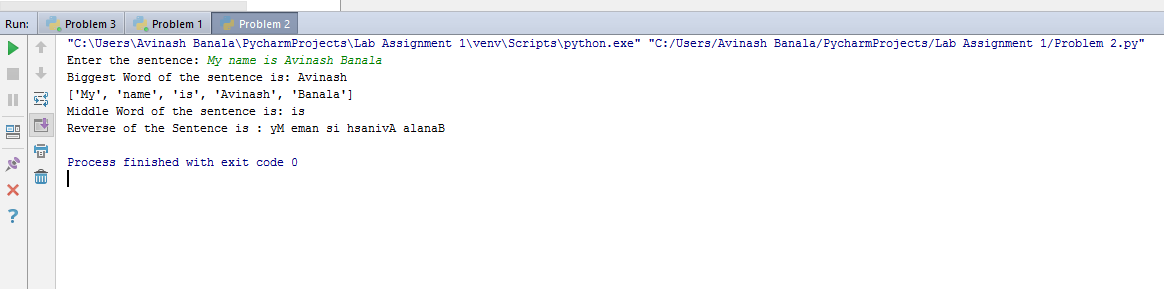 Run: Problem 3 Problem 1 Problem 2
"C:\Users\Avinash Banala\PycharmProjects\Lab Assignment 1\venv\Scripts\python.exe" "C:/Users/Avinash Banala/PycharmProjects/Lab Assignment 1/Problem 2.py"
Enter the sentence: My name is Avinash Banala
Biggest Word of the sentence is: Avinash
['My', 'name', 'is', 'Avinash', 'Banala']
Middle Word of the sentence is: is
Reverse of the Sentence is : yM eman si hsanivA alanaB
Process finished with exit code 0
?